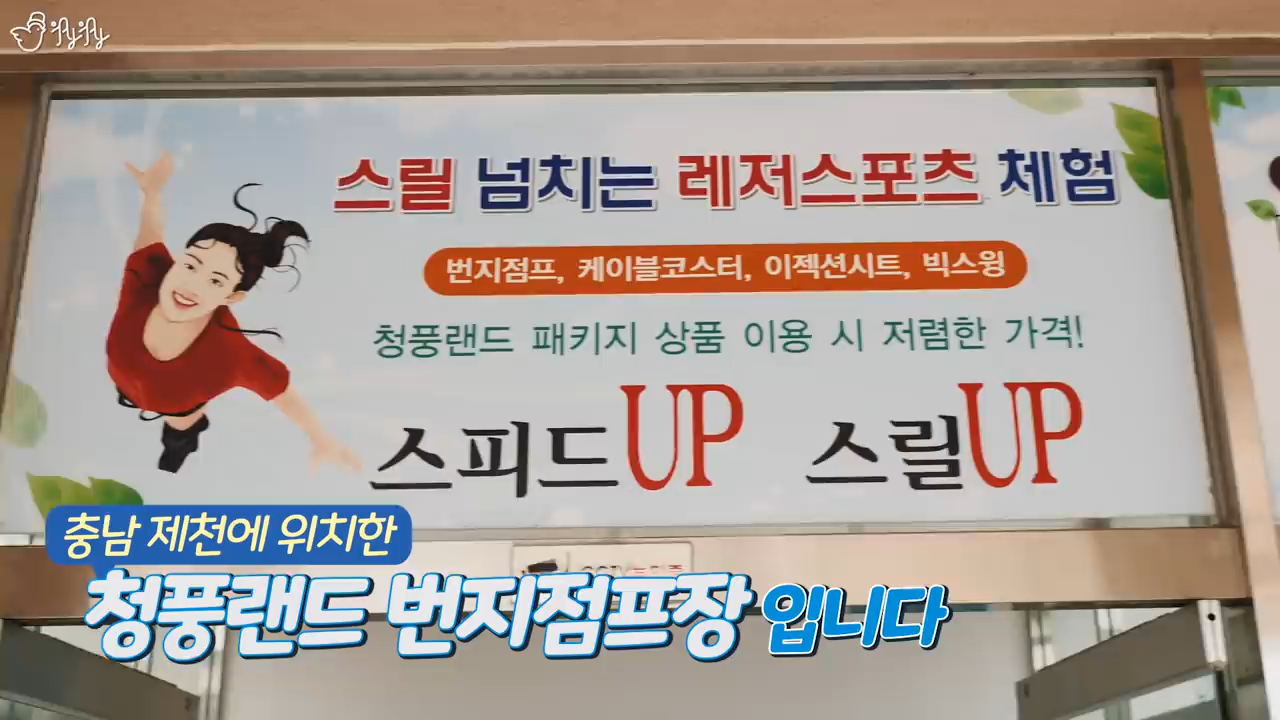 스릴 넘치는 레저스포츠 체험
번지점프, 케이블코스터, 이젝션시트, 빅스윙
청풍랜드 패키지 상품 이용 시 저렴한 가격!
스피드UP 스릴UP
충남 제천에 위치한
청풍랜드 번지점프장 입니다